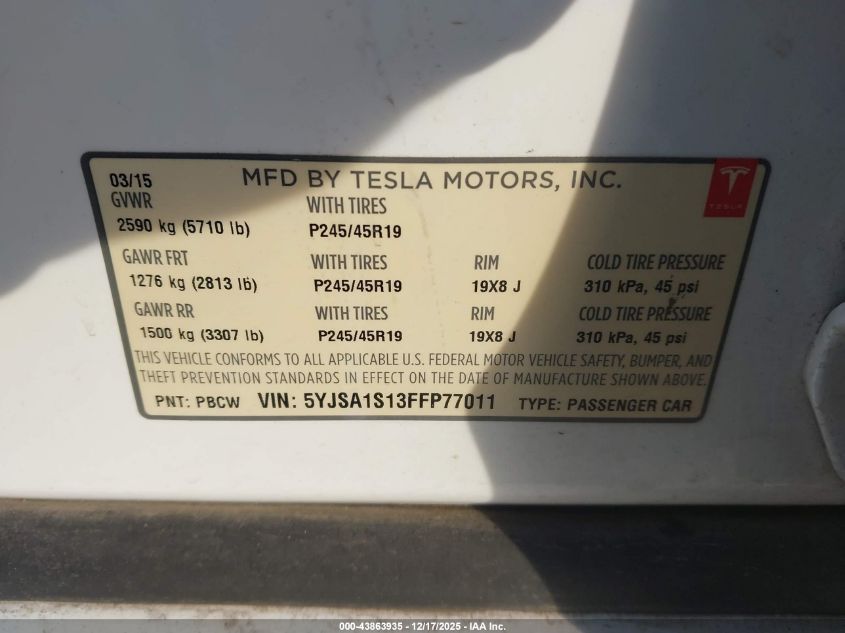 03/15 MFD BY TESLA MOTORS, INC.
TESLA
GVWR WITH TIRES
2590 kg (5710 lb) P245/45R19
GAWR FRT WITH TIRES RIM COLD TIRE PRESSURE
1276 kg (2813 lb) P245/45R19 19X8 J 310 kPa, 45 psi
GAWR RR WITH TIRES RIM COLD TIRE PRESSURE
1500 kg (3307 lb) P245/45R19 19X8 J 310 kPa, 45 psi
THIS VEHICLE CONFORMS TO ALL APPLICABLE U.S. FEDERAL MOTOR VEHICLE SAFETY, BUMPER, AND
THEFT PREVENTION STANDARDS IN EFFECT ON THE DATE OF MANUFACTURE SHOWN ABOVE.
PNT: PBCW VIN: 5YJSA1S13FFP77011 TYPE: PASSENGER CAR
000-43863935 - 12/17/2025 - IAA Inc.